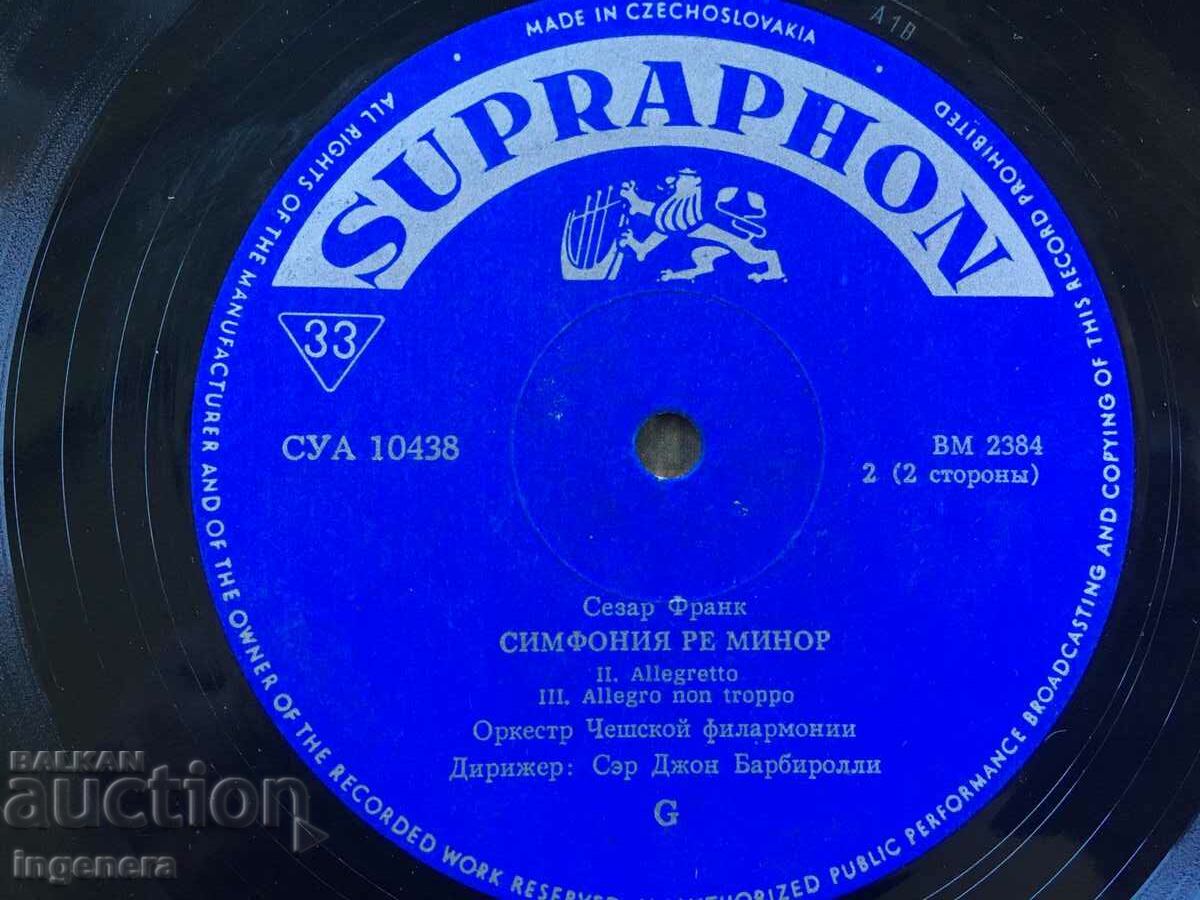 MADE IN CZECHOSLOVAKIA
A1B
SUPRAPHON
33
СУА 10438
ВМ 2384
2 (2 стороны)
Сезар Франк
СИМФОНИЯ РЕ МИНОР
II. Allegretto
III. Allegro non troppo
Оркестр Чешской филармонии
Дирижер: Сэр Джон Барбиролли
G
ALL RIGHTS OF THE MANUFACTURER AND OF THE OWNER OF THE RECORDED WORK RESERVED. UNAUTHORIZED PUBLIC PERFORMANCE BROADCASTING AND COPYING OF THIS RECORD PROHIBITED
BALKAN
auction
ingenera